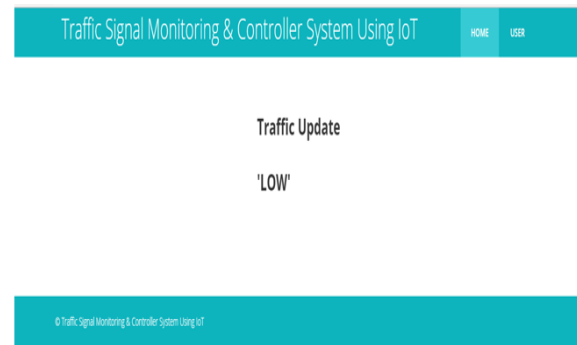 Traffic Signal Monitoring & Controller System Using IoT HOME USER
Traffic Update
'LOW'
© Traffic Signal Monitoring & Controller System Using IoT